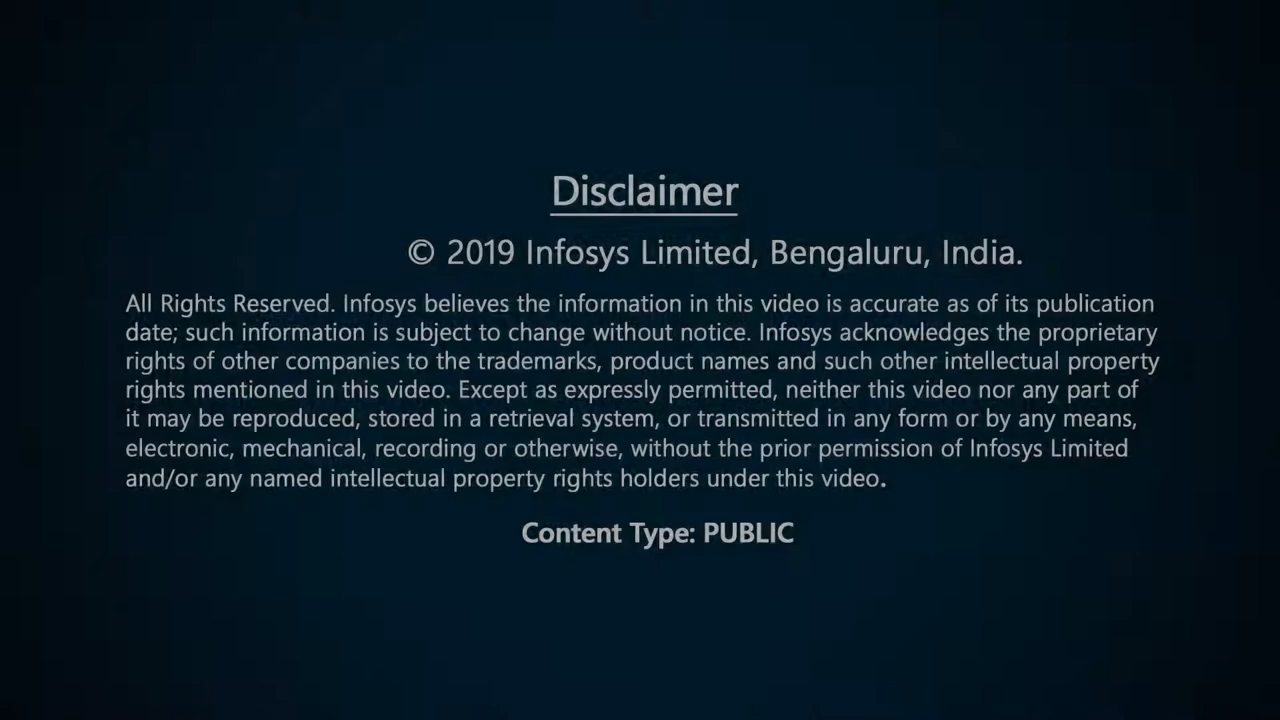 Disclaimer
© 2019 Infosys Limited, Bengaluru, India.
All Rights Reserved. Infosys believes the information in this video is accurate as of its publication
date; such information is subject to change without notice. Infosys acknowledges the proprietary
rights of other companies to the trademarks, product names and such other intellectual property
rights mentioned in this video. Except as expressly permitted, neither this video nor any part of
it may be reproduced, stored in a retrieval system, or transmitted in any form or by any means,
electronic, mechanical, recording or otherwise, without the prior permission of Infosys Limited
and/or any named intellectual property rights holders under this video.
Content Type: PUBLIC